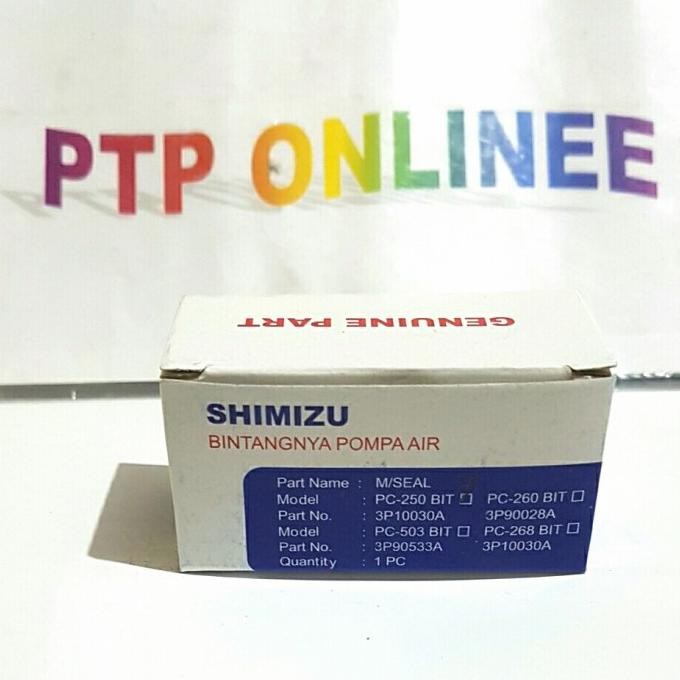 PTP ONLINEE
GENUINE PART
SHIMIZU
BINTANGNYA POMPA AIR
Part Name : M/SEAL
Model : PC-250 BIT ☐ PC-260 BIT ☐
Part No. : 3P10030A 3P90028A
Model : PC-503 BIT ☐ PC-268 BIT ☐
Part No. : 3P90533A 3P10030A
Quantity : 1 PC